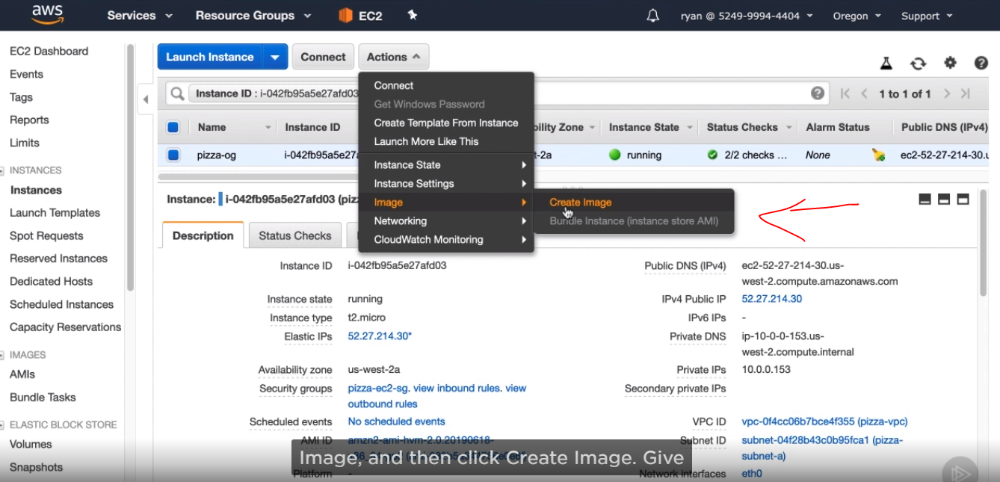 aws
Services
Resource Groups
EC2
ryan @ 5249-9994-4404
Oregon
Support
EC2 Dashboard
Events
Tags
Reports
Limits
INSTANCES
Instances
Launch Templates
Spot Requests
Reserved Instances
Dedicated Hosts
Scheduled Instances
Capacity Reservations
IMAGES
AMIs
Bundle Tasks
ELASTIC BLOCK STORE
Volumes
Snapshots
Launch Instance
Connect
Actions
Instance ID : i-042fb95a5e27afd03
1 to 1 of 1
Name
Instance ID
bility Zone
Instance State
Status Checks
Alarm Status
Public DNS (IPv4)
pizza-og
i-042fb95a5e27a
t-2a
running
2/2 checks ...
None
ec2-52-27-214-30.u
Connect
Get Windows Password
Create Template From Instance
Launch More Like This
Instance State
Instance Settings
Image
Networking
CloudWatch Monitoring
Create Image
Bundle Instance (instance store AMI)
Instance: i-042fb95a5e27afd03 (piz
Description
Status Checks
Instance ID i-042fb95a5e27afd03
Instance state running
Instance type t2.micro
Elastic IPs 52.27.214.30*
Availability zone us-west-2a
Security groups pizza-ec2-sg. view inbound rules. view
outbound rules
Scheduled events No scheduled events
AMI ID amzn2-ami-hvm-2.0.20190618-
Platform -
Public DNS (IPv4) ec2-52-27-214-30.us-
west-2.compute.amazonaws.com
IPv4 Public IP 52.27.214.30
IPv6 IPs -
Private DNS ip-10-0-0-153.us-
west-2.compute.internal
Private IPs 10.0.0.153
Secondary private IPs
VPC ID vpc-0f4cc06b7bce4f355 (pizza-vpc)
Subnet ID subnet-04f28b43c0b95fca1 (pizza-
subnet-a)
Network interfaces eth0
Image, and then click Create Image. Give